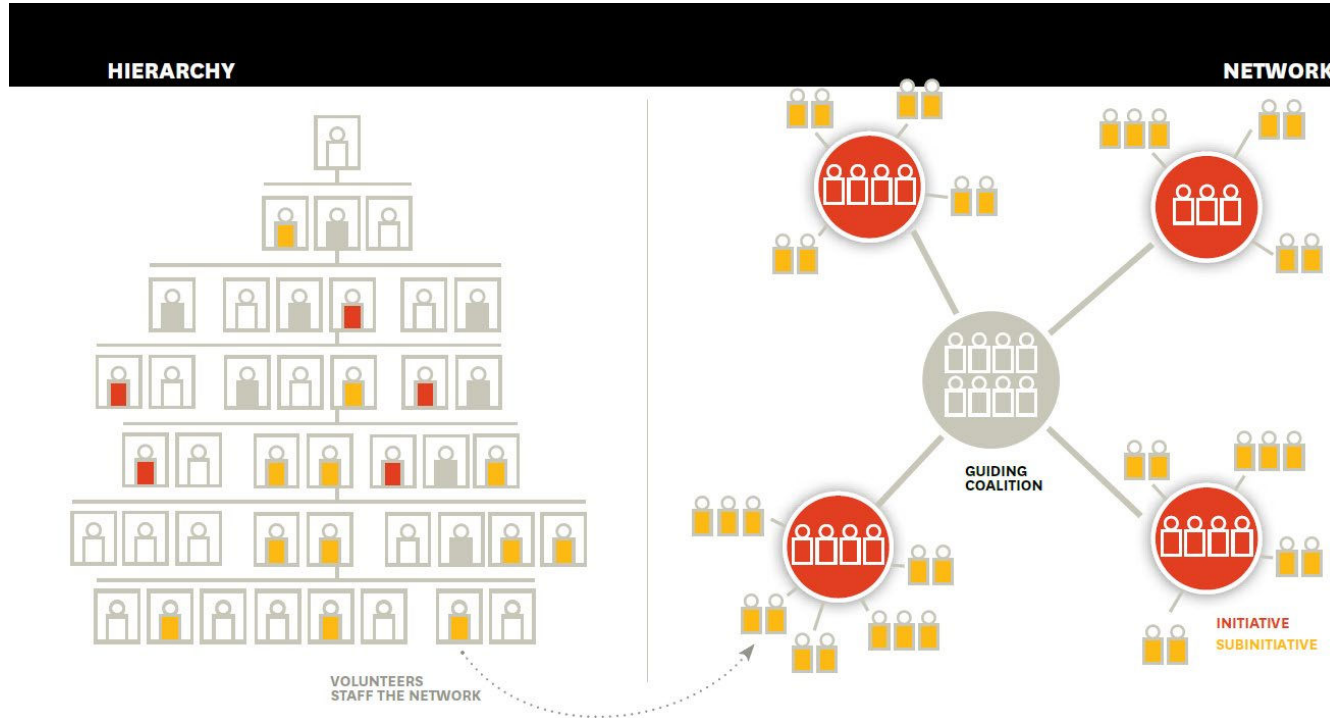 HIERARCHY
NETWORK
GUIDING
COALITION
INITIATIVE
SUBINITIATIVE
VOLUNTEERS
STAFF THE NETWORK